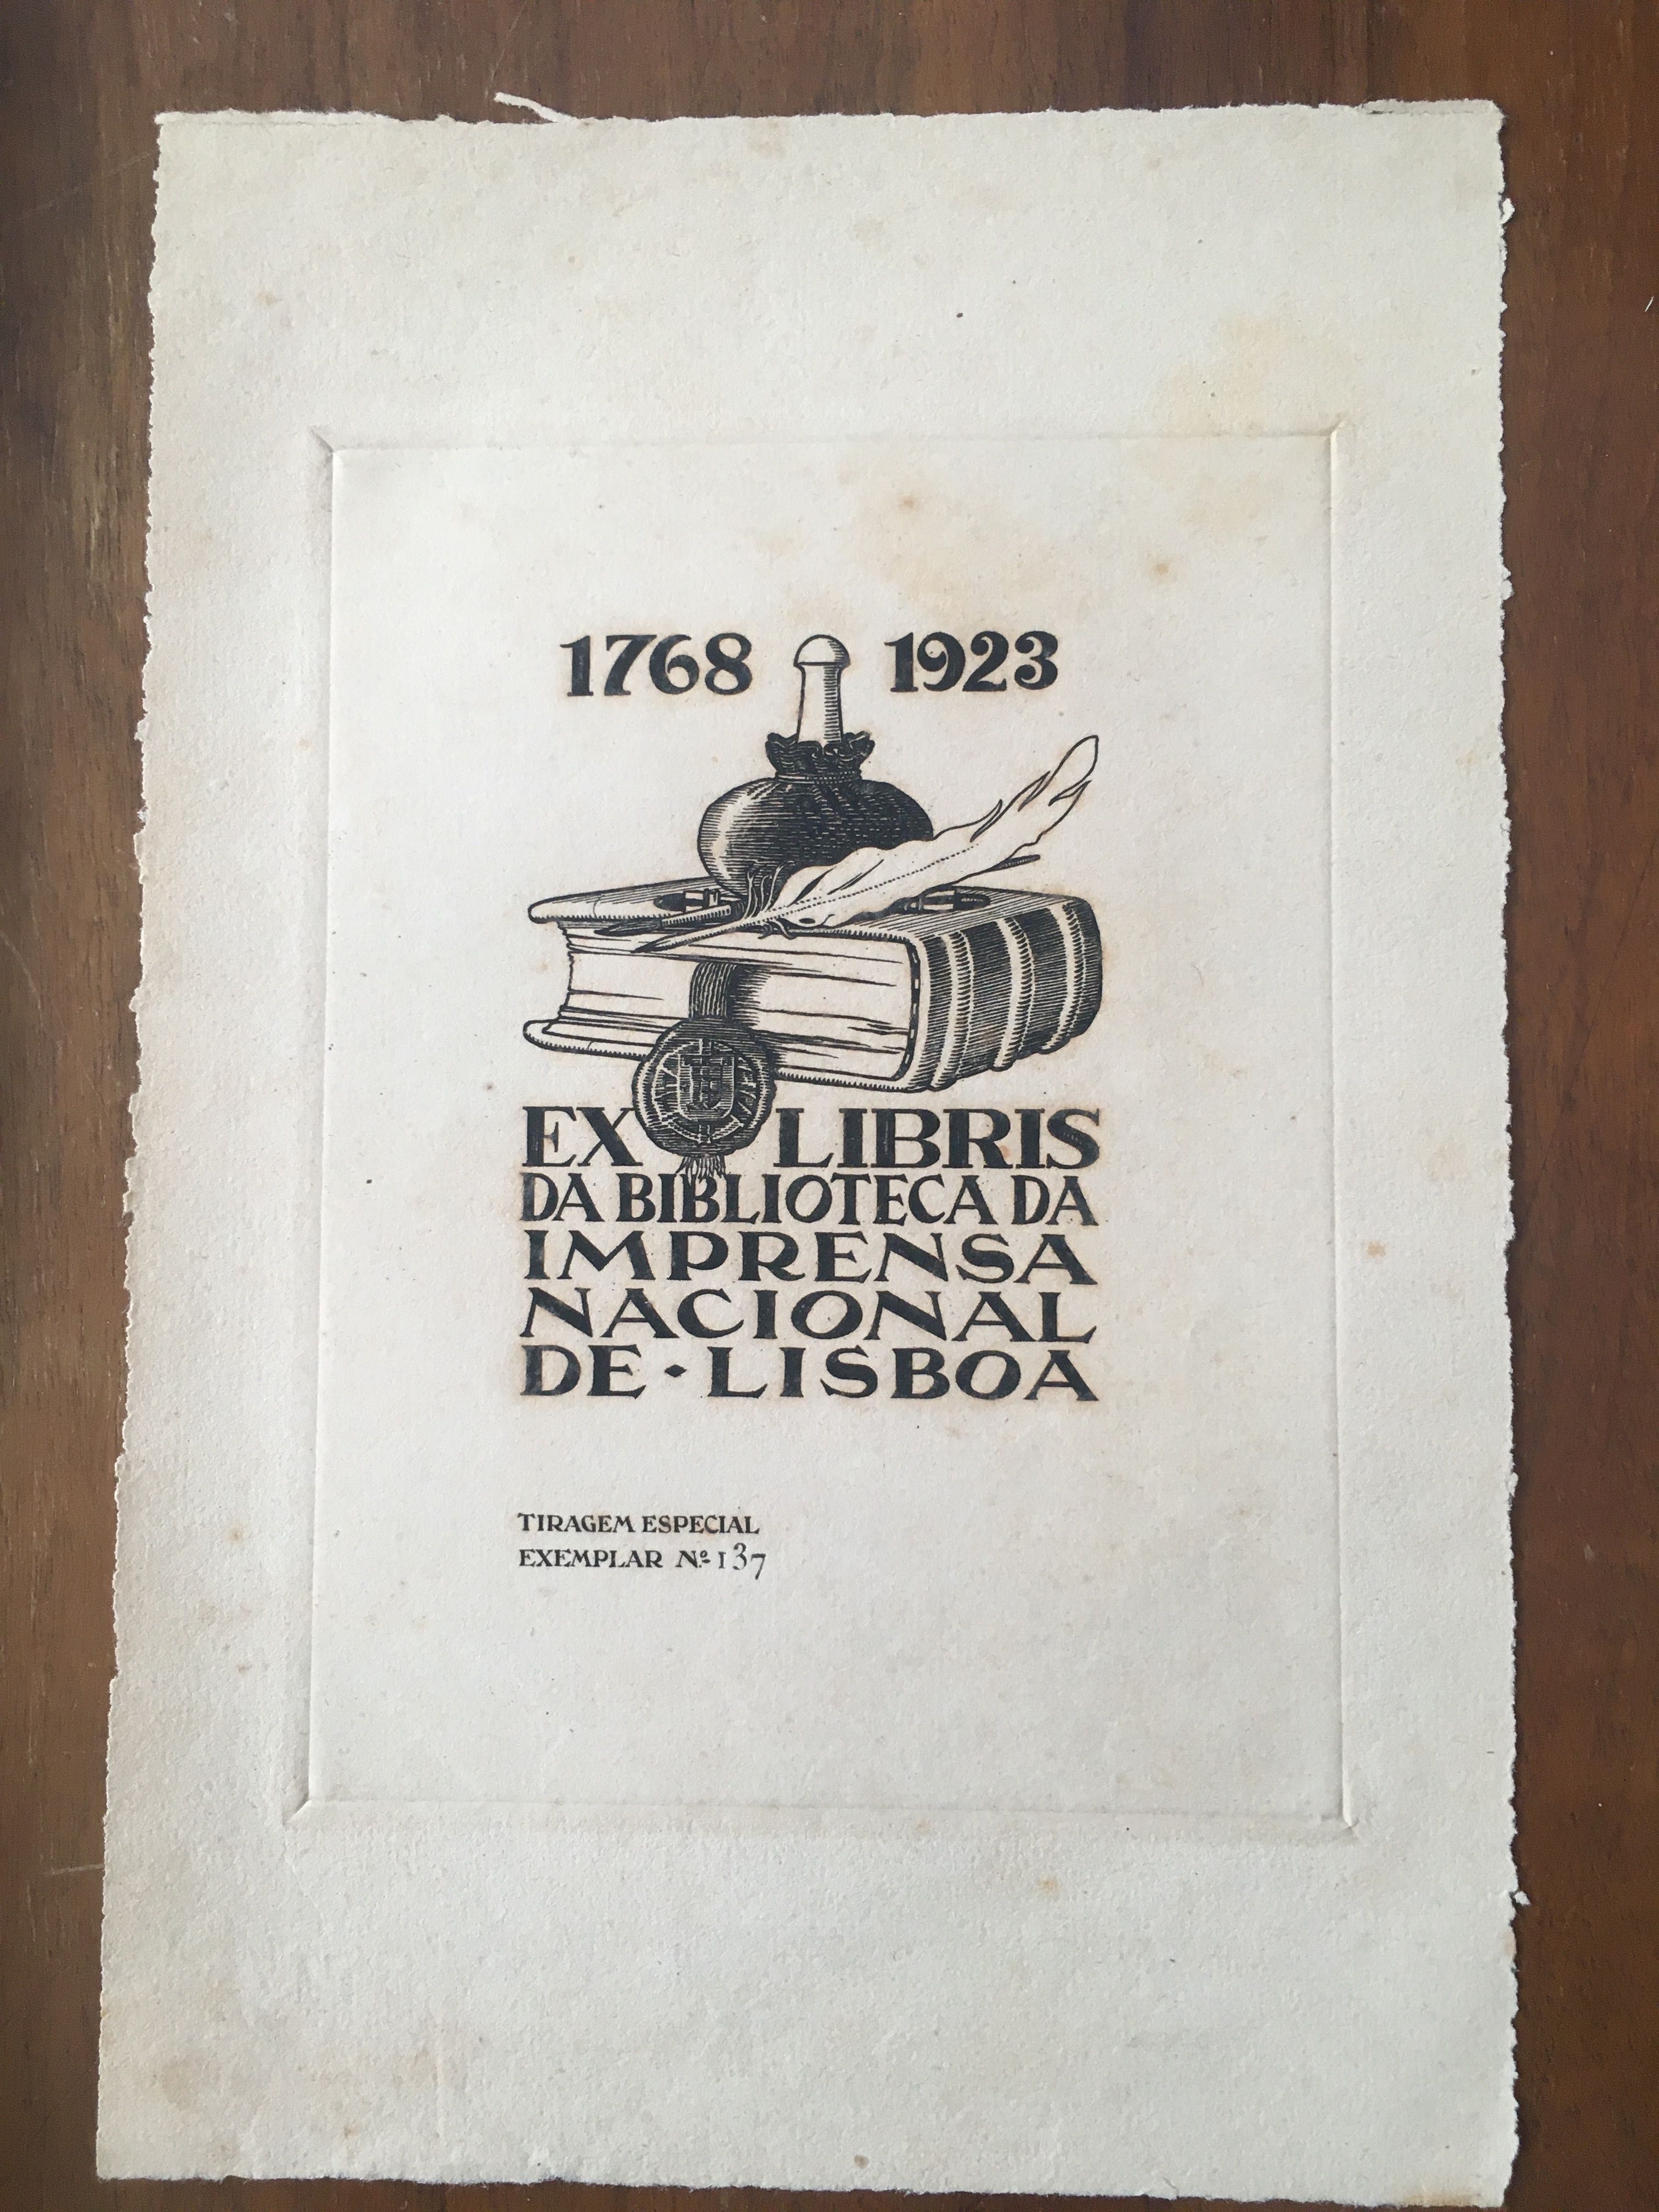 1768 1923
EX LIBRIS
DA BIBLIOTECA DA
IMPRENSA
NACIONAL
DE · LISBOA
TIRAGEM ESPECIAL
EXEMPLAR Nº 137